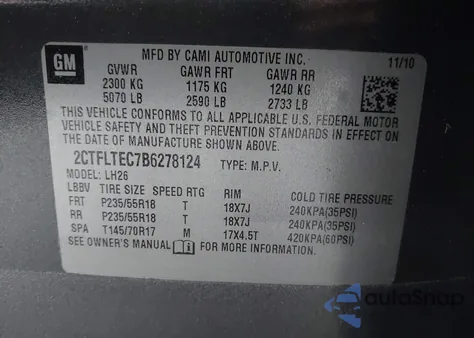 GM
MFD BY CAMI AUTOMOTIVE INC.
11/10
GVWR GAWR FRT GAWR RR
2300 KG 1175 KG 1240 KG
5070 LB 2590 LB 2733 LB
THIS VEHICLE CONFORMS TO ALL APPLICABLE U.S. FEDERAL MOTOR
VEHICLE SAFETY AND THEFT PREVENTION STANDARDS IN EFFECT ON
THE DATE OF MANUFACTURE SHOWN ABOVE.
2CTFLTEC7B6278124 TYPE: M.P.V.
MODEL: LH26
LBBV TIRE SIZE SPEED RTG RIM COLD TIRE PRESSURE
FRT P235/55R18 T 18X7J 240KPA(35PSI)
RR P235/55R18 T 18X7J 240KPA(35PSI)
SPA T145/70R17 M 17X4.5T 420KPA(60PSI)
SEE OWNER'S MANUAL FOR MORE INFORMATION.
autoSnap